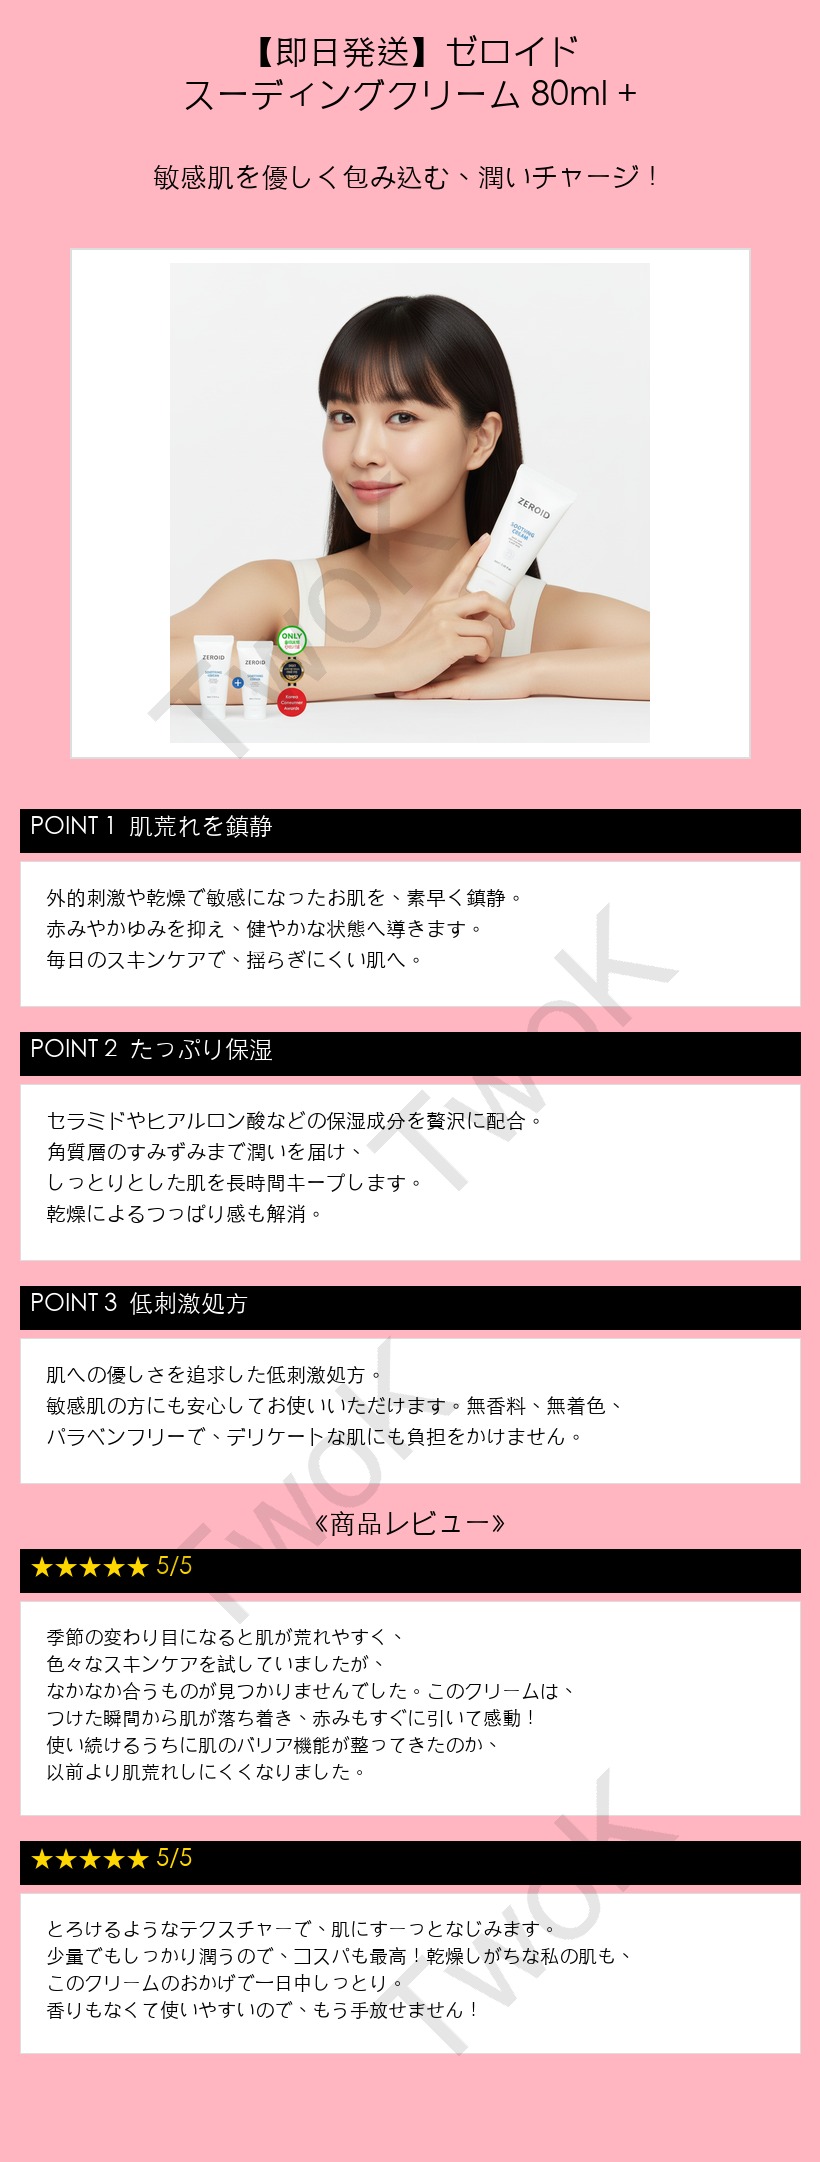 【即日発送】ゼロイド
スーディングクリーム 80ml +
敏感肌を優しく包み込む、潤いチャージ！
ZEROID
SOOTHING
CREAM
ONLY
ZEROID
ZEROID
SOOTHING
CREAM
Korea
Consumer
Awards
POINT 1 肌荒れを鎮静
外的刺激や乾燥で敏感になったお肌を、素早く鎮静。
赤みやかゆみを抑え、健やかな状態へ導きます。
毎日のスキンケアで、揺らぎにくい肌へ。
POINT 2 たっぷり保湿
セラミドやヒアルロン酸などの保湿成分を贅沢に配合。
角質層のすみずみまで潤いを届け、
しっとりとした肌を長時間キープします。
乾燥によるつっぱり感も解消。
POINT 3 低刺激処方
肌への優しさを追求した低刺激処方。
敏感肌の方にも安心してお使いいただけます。無香料、無着色、
パラベンフリーで、デリケートな肌にも負担をかけません。
《商品レビュー》
★★★★★ 5/5
季節の変わり目になると肌が荒れやすく、
色々なスキンケアを試していましたが、
なかなか合うものが見つかりませんでした。このクリームは、
つけた瞬間から肌が落ち着き、赤みもすぐに引いて感動！
使い続けるうちに肌のバリア機能が整ってきたのか、
以前より肌荒れしにくくなりました。
★★★★★ 5/5
とろけるようなテクスチャーで、肌にすーっとなじみます。
少量でもしっかり潤うので、コスパも最高！乾燥しがちな私の肌も、
このクリームのおかげで一日中しっとり。
香りもなくて使いやすいので、もう手放せません！
TwoK
TwoK
TwoK
TwoK